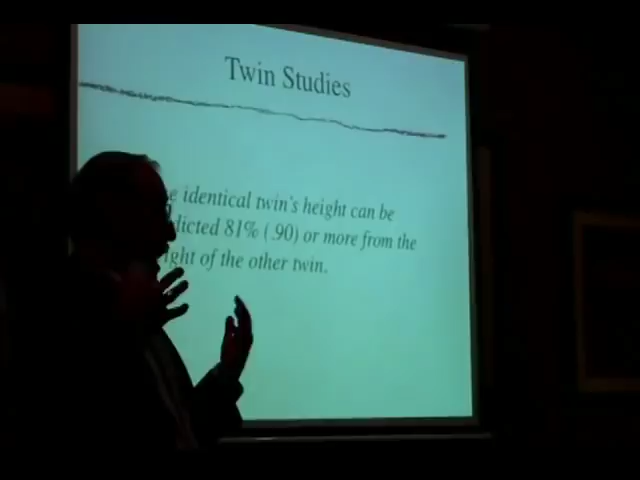 Twin Studies
e identical twin's height can be
dicted 81% (.90) or more from the
ight of the other twin.